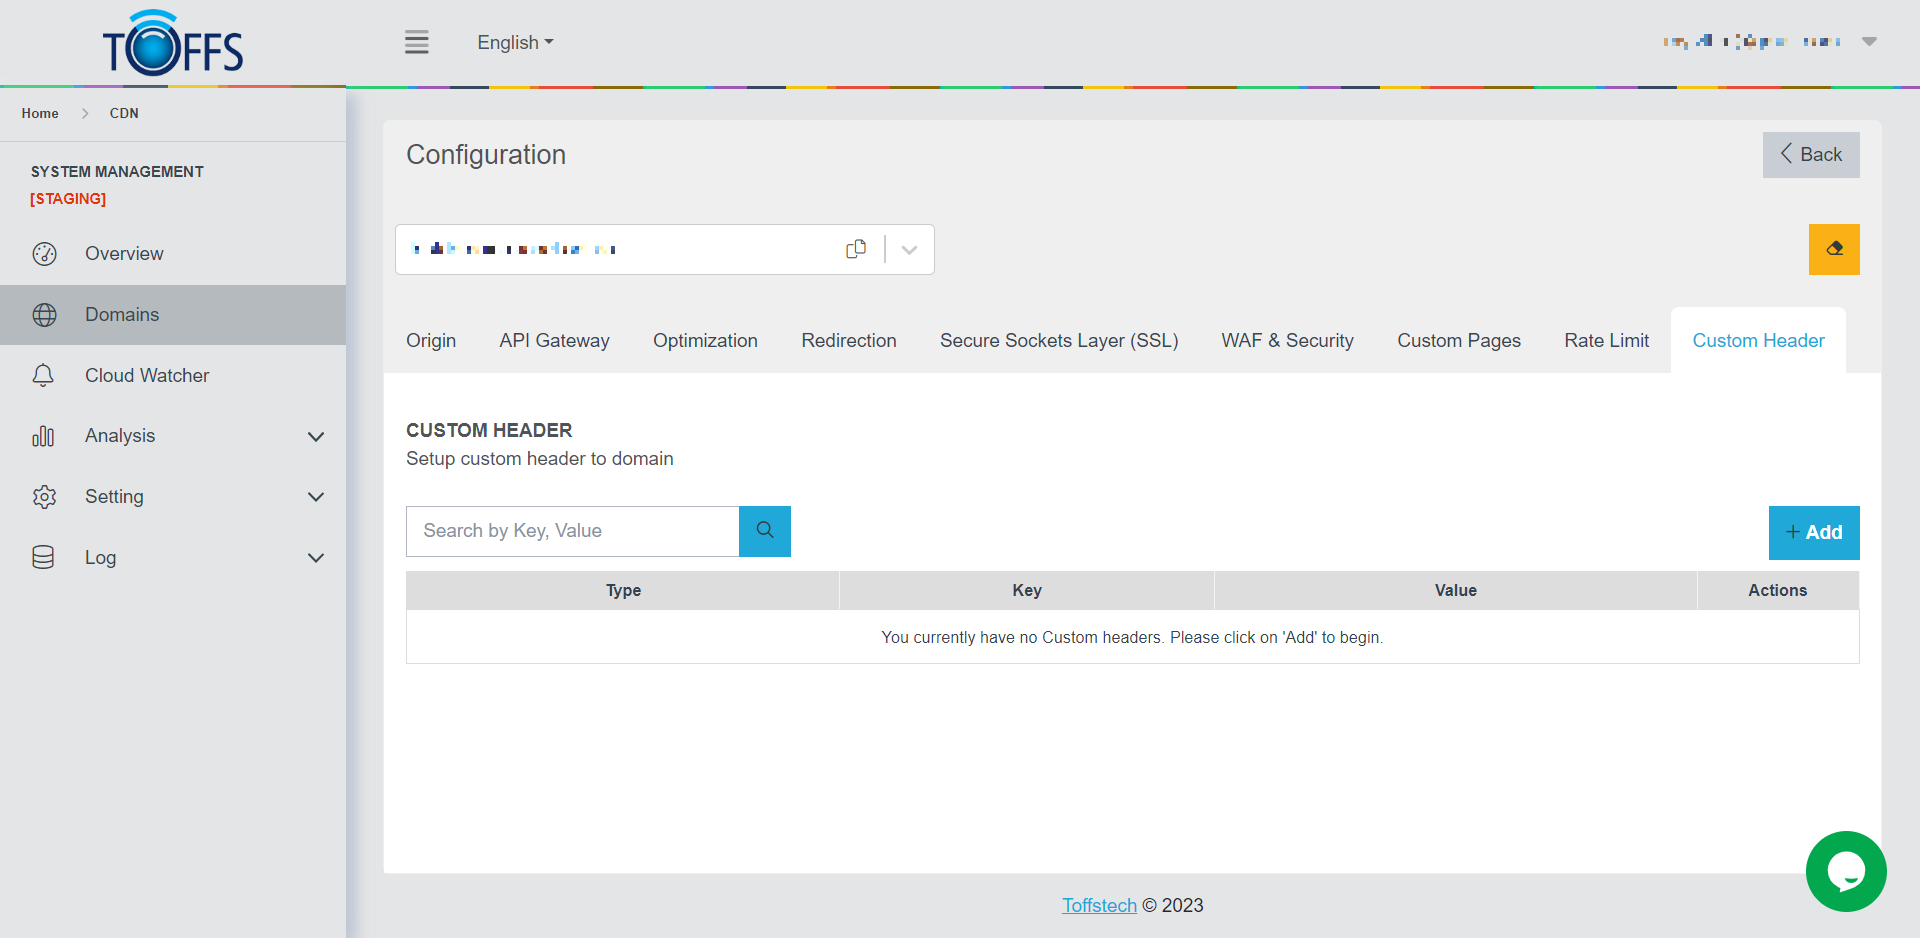 TOFFS
English
Home > CDN
SYSTEM MANAGEMENT
[STAGING]
Overview
Domains
Cloud Watcher
Analysis
Setting
Log
Configuration
Back
Origin API Gateway Optimization Redirection Secure Sockets Layer (SSL) WAF & Security Custom Pages Rate Limit Custom Header
CUSTOM HEADER
Setup custom header to domain
Search by Key, Value
+ Add
Type Key Value Actions
You currently have no Custom headers. Please click on 'Add' to begin.
Toffstech © 2023